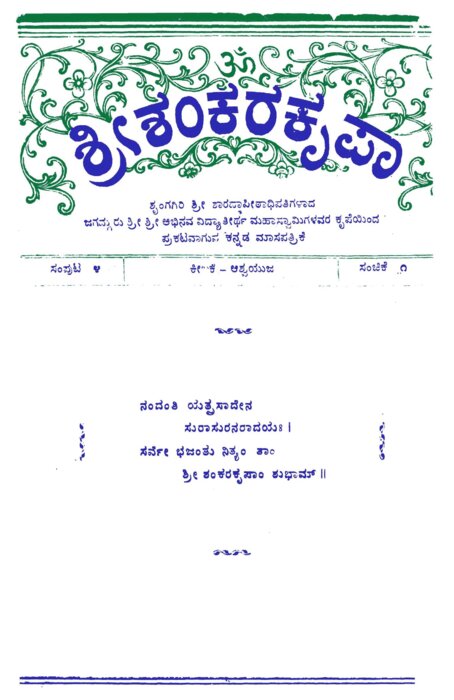 ಓಂ
ಶ್ರೀಶಂಕರಕೃಪಾ
ಶೃಂಗಗಿರಿ ಶ್ರೀ ಶಾರದಾಪೀಠಾಧಿಪತಿಗಳಾದ
ಜಗದ್ಗುರು ಶ್ರೀ ಶ್ರೀ ಅಭಿನವ ವಿದ್ಯಾತೀರ್ಥ ಮಹಾಸ್ವಾಮಿಗಳವರ ಕೃಪೆಯಿಂದ
ಪ್ರಕಟವಾಗುವ ಕನ್ನಡ ಮಾಸಪತ್ರಿಕೆ
ಸಂಪುಟ ೪
– ಆಶ್ವಯುಜ
ಸಂಚಿಕೆ ೧
ನಂದಂತಿ ಯತ್ಪ್ರಸಾದೇನ
ಸುರಾಸುರನರಾದಯಃ |
ಸರ್ವೇ ಭಜಂತು ನಿತ್ಯಂ ತಾಂ
ಶ್ರೀ ಶಂಕರಕೃಪಾಂ ಶುಭಾಮ್ ||